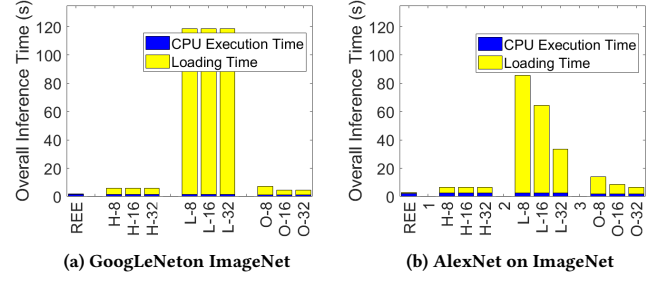 Overall Inference Time (s)
120
100
80
60
40
20
0
CPU Execution Time
Loading Time
REE
H-8
H-16
H-32
L-8
L-16
L-32
O-8
O-16
O-32
(a) GoogLeNeton ImageNet
Overall Inference Time (s)
120
100
80
60
40
20
0
CPU Execution Time
Loading Time
REE
1
H-8
H-16
H-32
2
L-8
L-16
L-32
3
O-8
O-16
O-32
(b) AlexNet on ImageNet